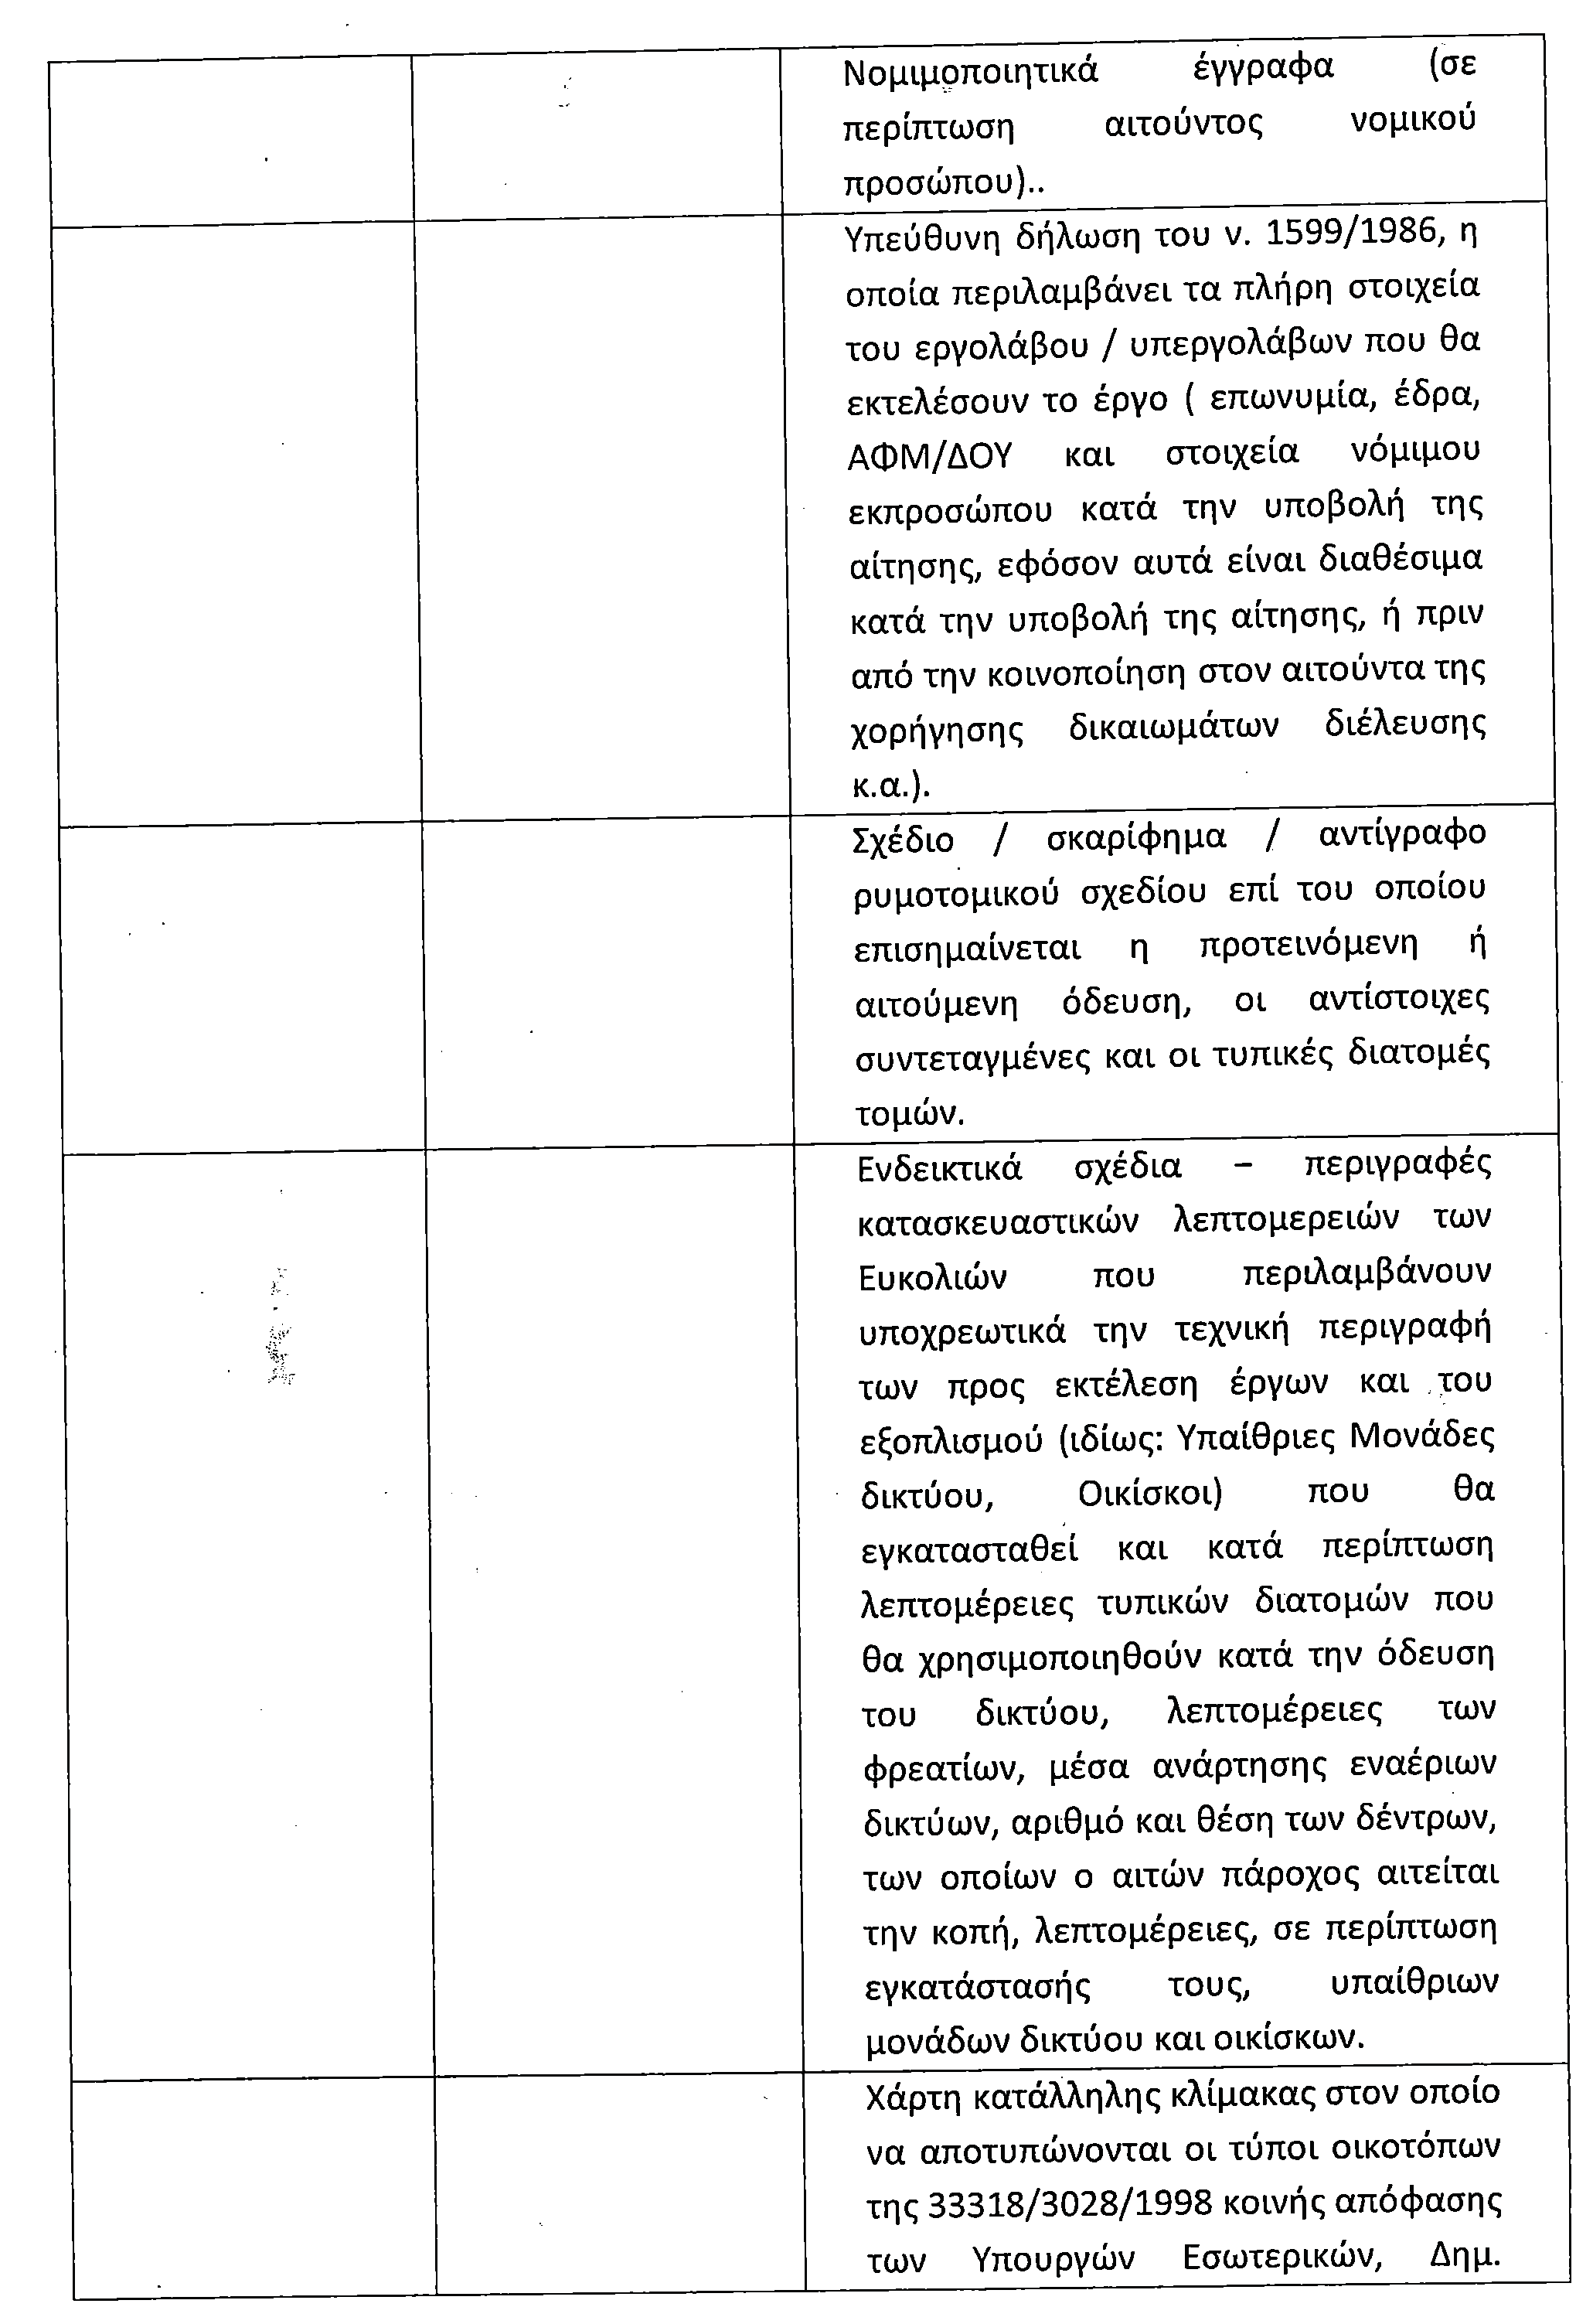 Νομιμοποιητικά έγγραφα (σε
περίπτωση αιτούντος νομικού
προσώπου)..
Υπεύθυνη δήλωση του ν. 1599/1986, η
οποία περιλαμβάνει τα πλήρη στοιχεία
του εργολάβου / υπεργολάβων που θα
εκτελέσουν το έργο ( επωνυμία, έδρα,
ΑΦΜ/ΔΟΥ και στοιχεία νόμιμου
εκπροσώπου κατά την υποβολή της
αίτησης, εφόσον αυτά είναι διαθέσιμα
κατά την υποβολή της αίτησης, ή πριν
από την κοινοποίηση στον αιτούντα της
χορήγησης δικαιωμάτων διέλευσης
κ.α.).
Σχέδιο / σκαρίφημα / αντίγραφο
ρυμοτομικού σχεδίου επί του οποίου
επισημαίνεται η προτεινόμενη ή
αιτούμενη όδευση, οι αντίστοιχες
συντεταγμένες και οι τυπικές διατομές
τομών.
Ενδεικτικά σχέδια – περιγραφές
κατασκευαστικών λεπτομερειών των
Ευκολιών που περιλαμβάνουν
υποχρεωτικά την τεχνική περιγραφή
των προς εκτέλεση έργων και του
εξοπλισμού (ιδίως: Υπαίθριες Μονάδες
δικτύου, Οικίσκοι) που θα
εγκατασταθεί και κατά περίπτωση
λεπτομέρειες τυπικών διατομών που
θα χρησιμοποιηθούν κατά την όδευση
του δικτύου, λεπτομέρειες των
φρεατίων, μέσα ανάρτησης εναέριων
δικτύων, αριθμό και θέση των δέντρων,
των οποίων ο αιτών πάροχος αιτείται
την κοπή, λεπτομέρειες, σε περίπτωση
εγκατάστασής τους, υπαίθριων
μονάδων δικτύου και οικίσκων.
Χάρτη κατάλληλης κλίμακας στον οποίο
να αποτυπώνονται οι τύποι οικοτόπων
της 33318/3028/1998 κοινής απόφασης
των Υπουργών Εσωτερικών, Δημ.